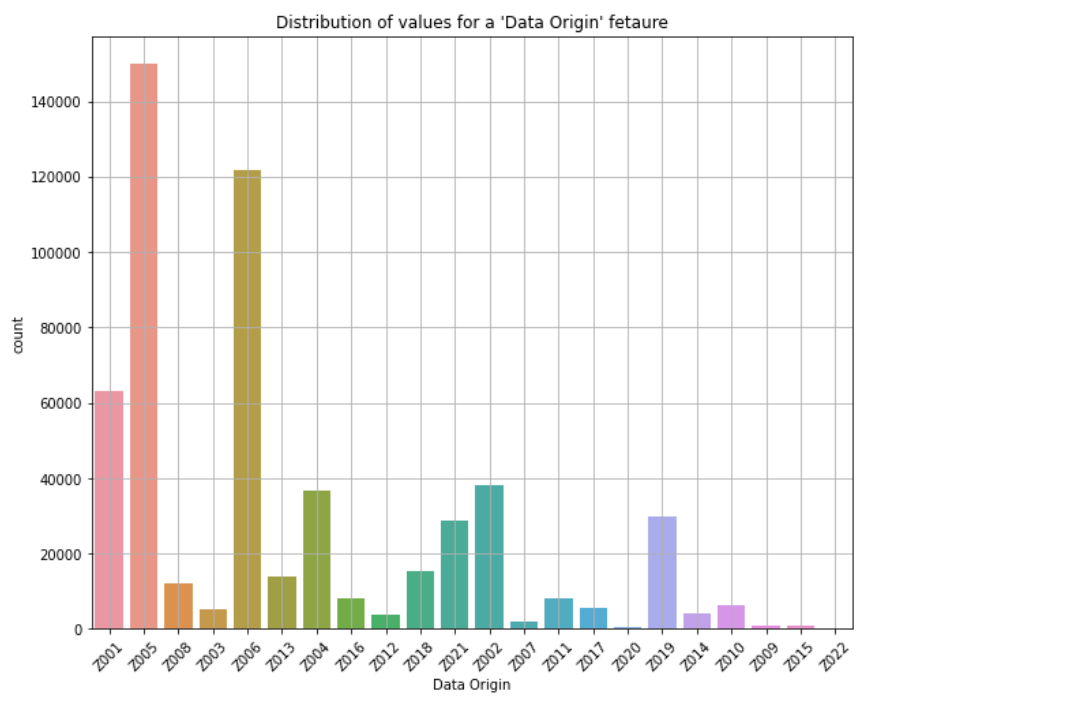 Distribution of values for a 'Data Origin' fetaure
140000
120000
100000
80000
60000
40000
20000
0
count
Z001 Z005 Z008 Z003 Z006 Z013 Z004 Z016 Z012 Z018 Z021 Z002 Z007 Z011 Z017 Z020 Z019 Z014 Z010 Z009 Z015 Z022
Data Origin